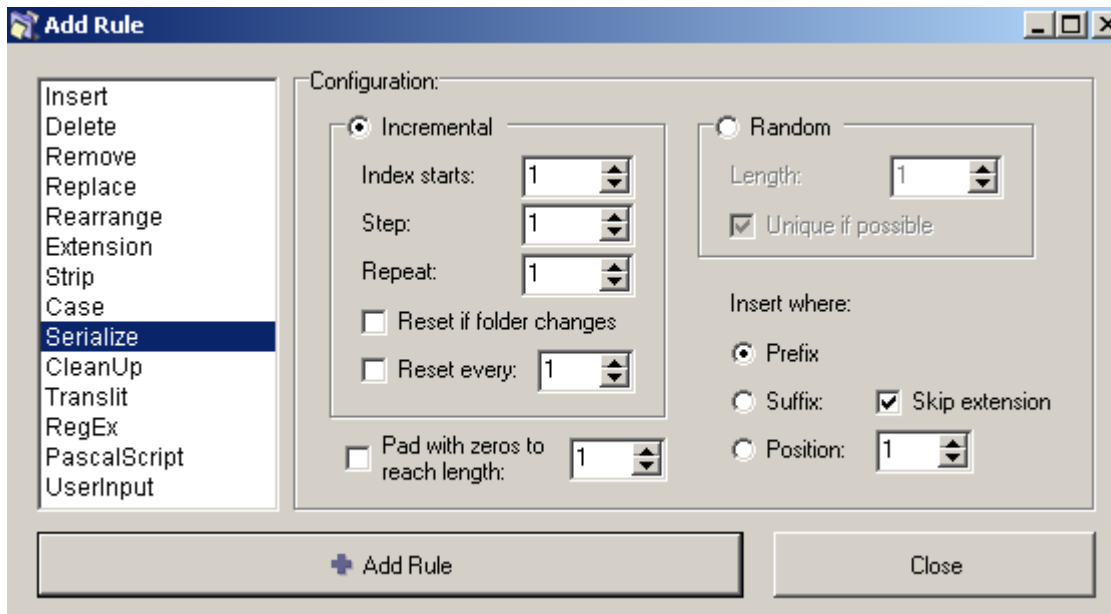 Add Rule
Insert
Delete
Remove
Replace
Rearrange
Extension
Strip
Case
Serialize
CleanUp
Translit
RegEx
PascalScript
UserInput
Configuration:
Incremental
Index starts: 1
Step: 1
Repeat: 1
Reset if folder changes
Reset every: 1
Pad with zeros to
reach length: 1
Random
Length: 1
Unique if possible
Insert where:
Prefix
Suffix: Skip extension
Position: 1
Add Rule
Close